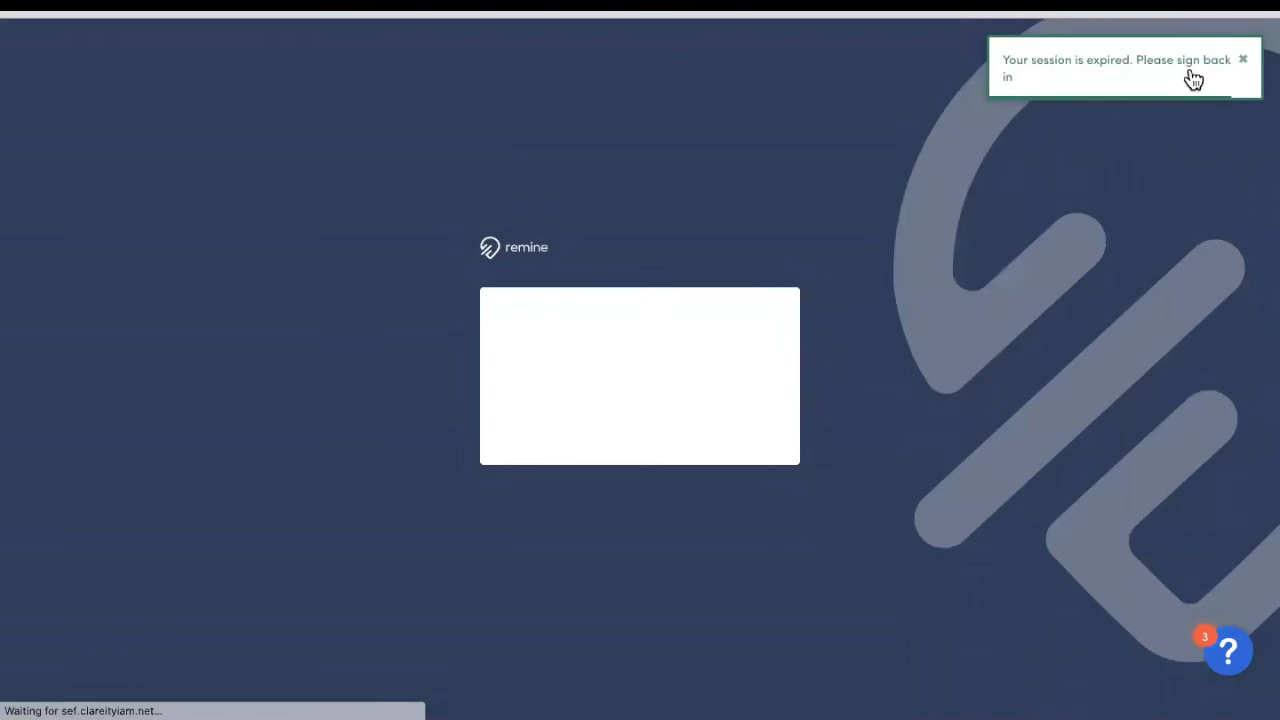 Your session is expired. Please sign back
in
remine
3
?
Waiting for sef.clareityiam.net...